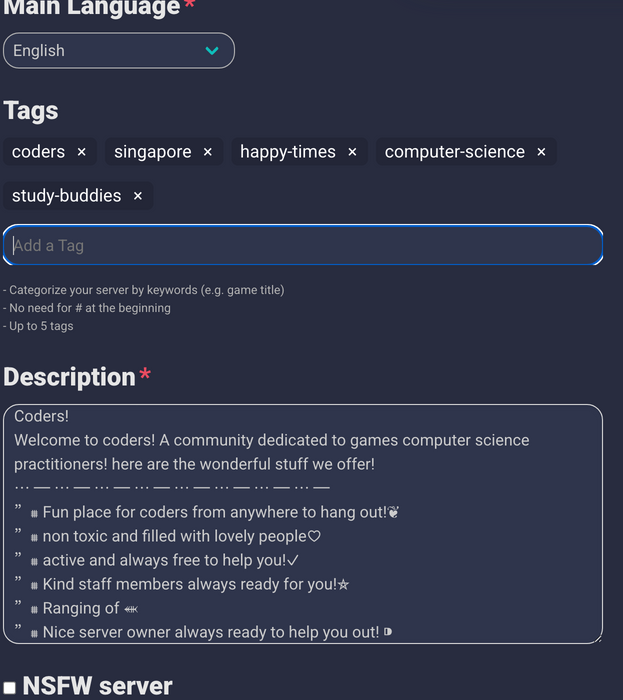 Main Language*
English
Tags
coders × singapore × happy-times × computer-science ×
study-buddies ×
Add a Tag
- Categorize your server by keywords (e.g. game title)
- No need for # at the beginning
- Up to 5 tags
Description*
Coders!
Welcome to coders! A community dedicated to games computer science
practitioners! here are the wonderful stuff we offer!
… — … — … — … — … — … — … — … —
” Fun place for coders from anywhere to hang out!❦
” non toxic and filled with lovely people♡
” active and always free to help you!✓
” Kind staff members always ready for you!☆
” Ranging of
” Nice server owner always ready to help you out!
NSFW server